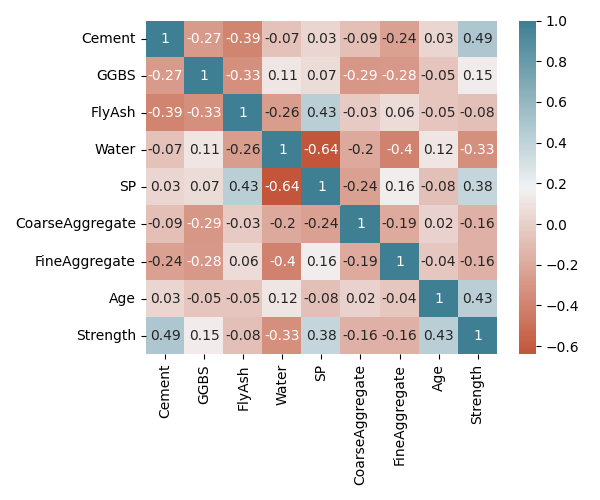 Cement 1 -0.27 -0.39 -0.07 0.03 -0.09 -0.24 0.03 0.49
GGBS -0.27 1 -0.33 0.11 0.07 -0.29 -0.28 -0.05 0.15
FlyAsh -0.39 -0.33 1 -0.26 0.43 -0.03 0.06 -0.05 -0.08
Water -0.07 0.11 -0.26 1 -0.64 -0.2 -0.4 0.12 -0.33
SP 0.03 0.07 0.43 -0.64 1 -0.24 0.16 -0.08 0.38
CoarseAggregate -0.09 -0.29 -0.03 -0.2 -0.24 1 -0.19 0.02 -0.16
FineAggregate -0.24 -0.28 0.06 -0.4 0.16 -0.19 1 -0.04 -0.16
Age 0.03 -0.05 -0.05 0.12 -0.08 0.02 -0.04 1 0.43
Strength 0.49 0.15 -0.08 -0.33 0.38 -0.16 -0.16 0.43 1
Cement
GGBS
FlyAsh
Water
SP
CoarseAggregate
FineAggregate
Age
Strength
1.0
0.8
0.6
0.4
0.2
0.0
−0.2
−0.4
−0.6